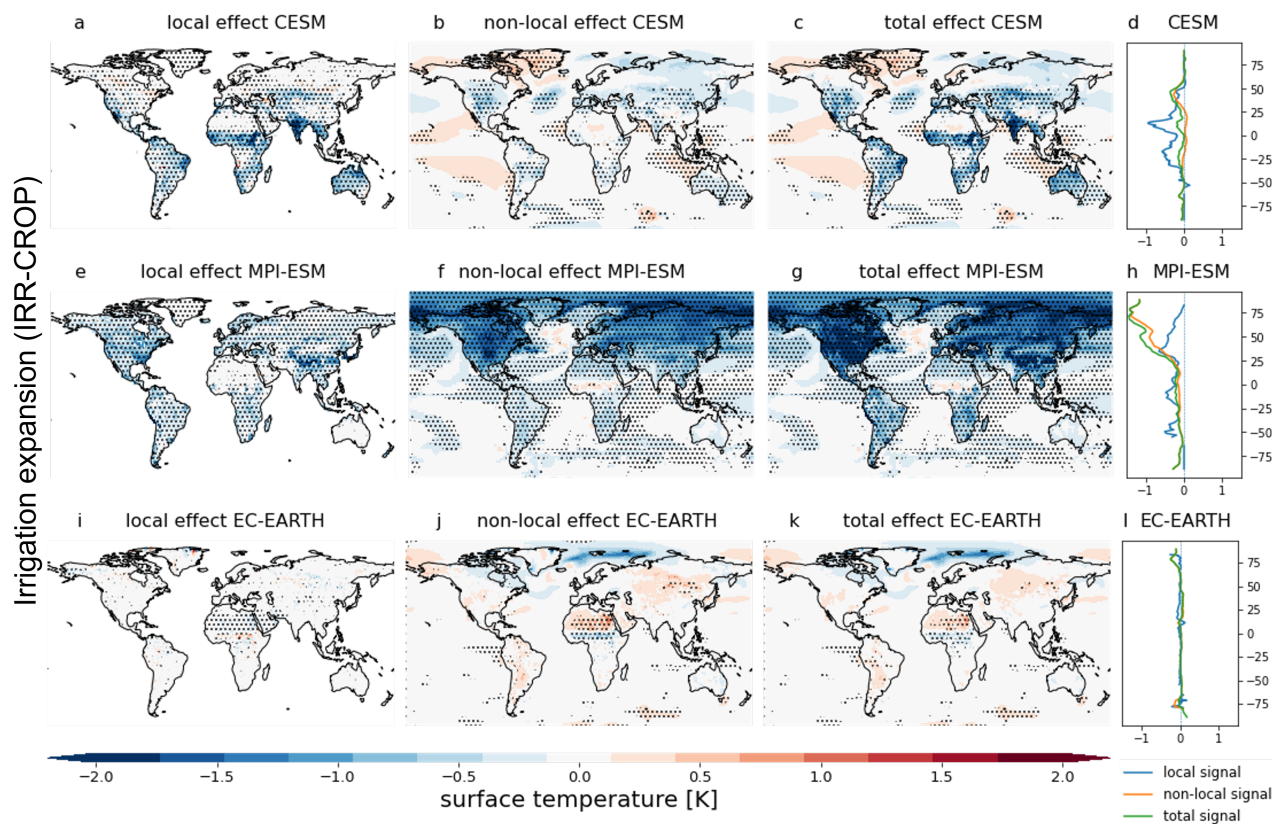 Irrigation expansion (IRR-CROP)
a local effect CESM
b non-local effect CESM
c total effect CESM
d CESM
75
50
25
0
−25
−50
−75
−1 0 1
e local effect MPI-ESM
f non-local effect MPI-ESM
g total effect MPI-ESM
h MPI-ESM
75
50
25
0
−25
−50
−75
−1 0 1
i local effect EC-EARTH
j non-local effect EC-EARTH
k total effect EC-EARTH
l EC-EARTH
75
50
25
0
−25
−50
−75
−1 0 1
−2.0 −1.5 −1.0 −0.5 0.0 0.5 1.0 1.5 2.0
surface temperature [K]
local signal
non-local signal
total signal